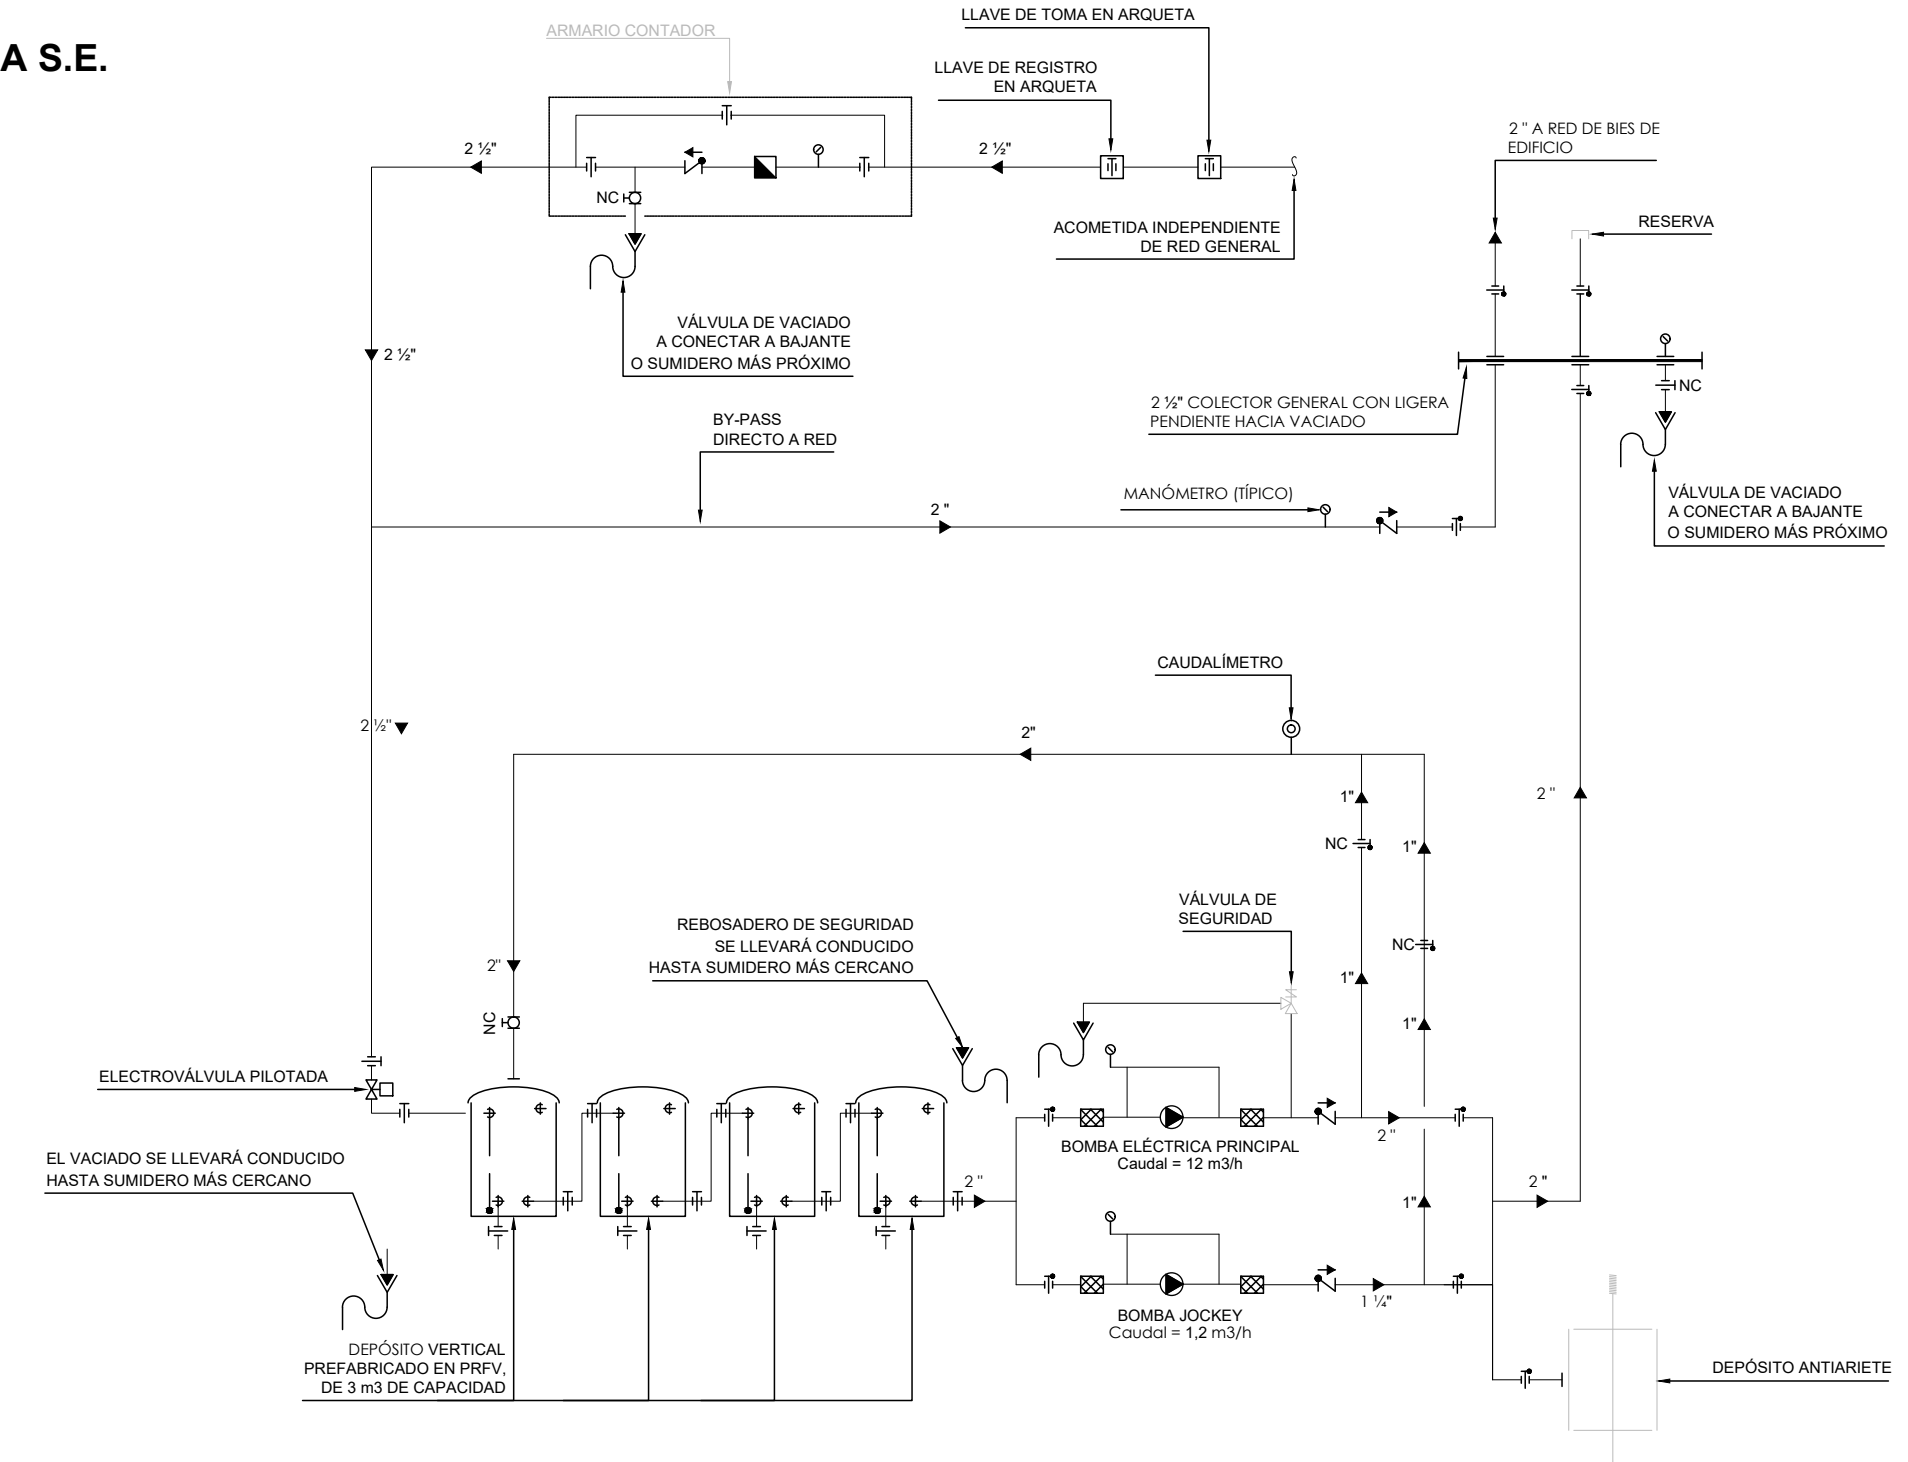 A S.E.
ARMARIO CONTADOR
LLAVE DE TOMA EN ARQUETA
LLAVE DE REGISTRO
EN ARQUETA
2 ½"
2 ½"
NC
2 " A RED DE BIES DE
EDIFICIO
RESERVA
ACOMETIDA INDEPENDIENTE
DE RED GENERAL
VÁLVULA DE VACIADO
A CONECTAR A BAJANTE
O SUMIDERO MÁS PRÓXIMO
2 ½"
NC
2 ½" COLECTOR GENERAL CON LIGERA
PENDIENTE HACIA VACIADO
BY-PASS
DIRECTO A RED
MANÓMETRO (TÍPICO)
2 "
VÁLVULA DE VACIADO
A CONECTAR A BAJANTE
O SUMIDERO MÁS PRÓXIMO
CAUDALÍMETRO
2 ½"
2"
1"
2 "
NC
1"
VÁLVULA DE
SEGURIDAD
REBOSADERO DE SEGURIDAD
SE LLEVARÁ CONDUCIDO
HASTA SUMIDERO MÁS CERCANO
NC
2"
1"
NC
1"
ELECTROVÁLVULA PILOTADA
2 "
BOMBA ELÉCTRICA PRINCIPAL
Caudal = 12 m3/h
EL VACIADO SE LLEVARÁ CONDUCIDO
HASTA SUMIDERO MÁS CERCANO
2 "
1"
2 "
1 ¼"
BOMBA JOCKEY
Caudal = 1,2 m3/h
DEPÓSITO VERTICAL
PREFABRICADO EN PRFV,
DE 3 m3 DE CAPACIDAD
DEPÓSITO ANTIARIETE